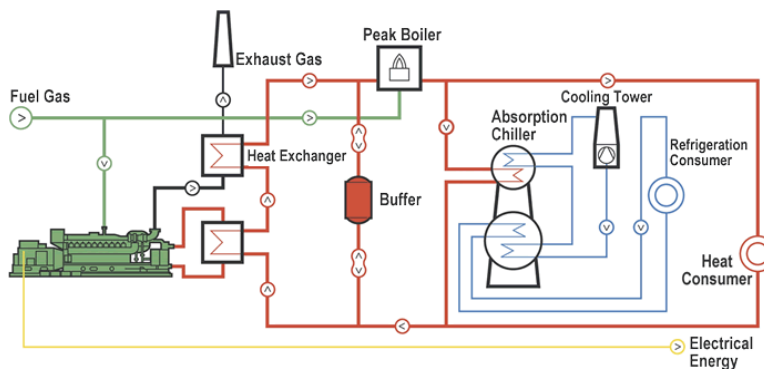 Peak Boiler
Exhaust Gas
Fuel Gas
Cooling Tower
Absorption
Chiller
Refrigeration
Consumer
Heat Exchanger
Buffer
Heat
Consumer
Electrical
Energy